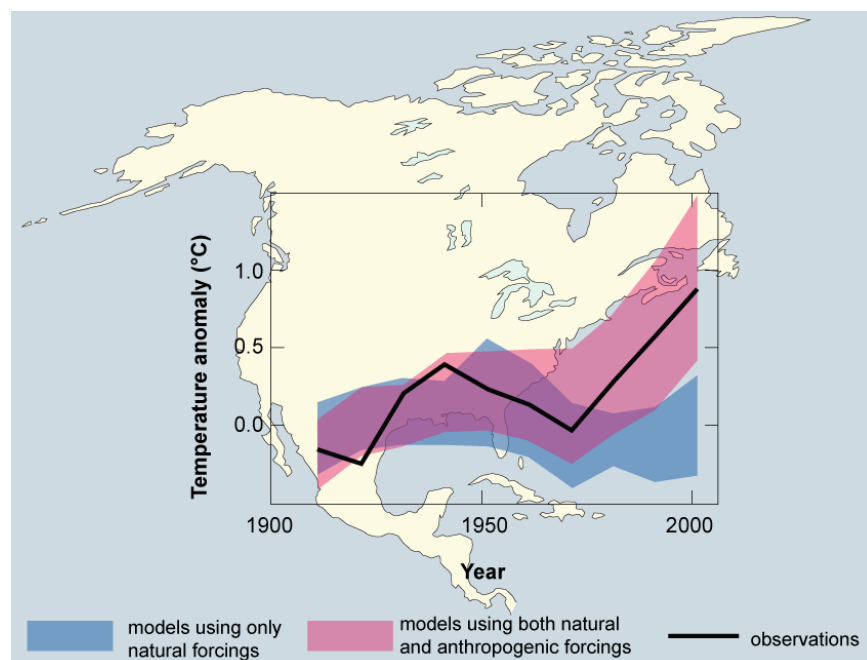 Temperature anomaly (°C)
1.0
0.5
0.0
1900
1950
2000
Year
models using only
natural forcings
models using both natural
and anthropogenic forcings
observations